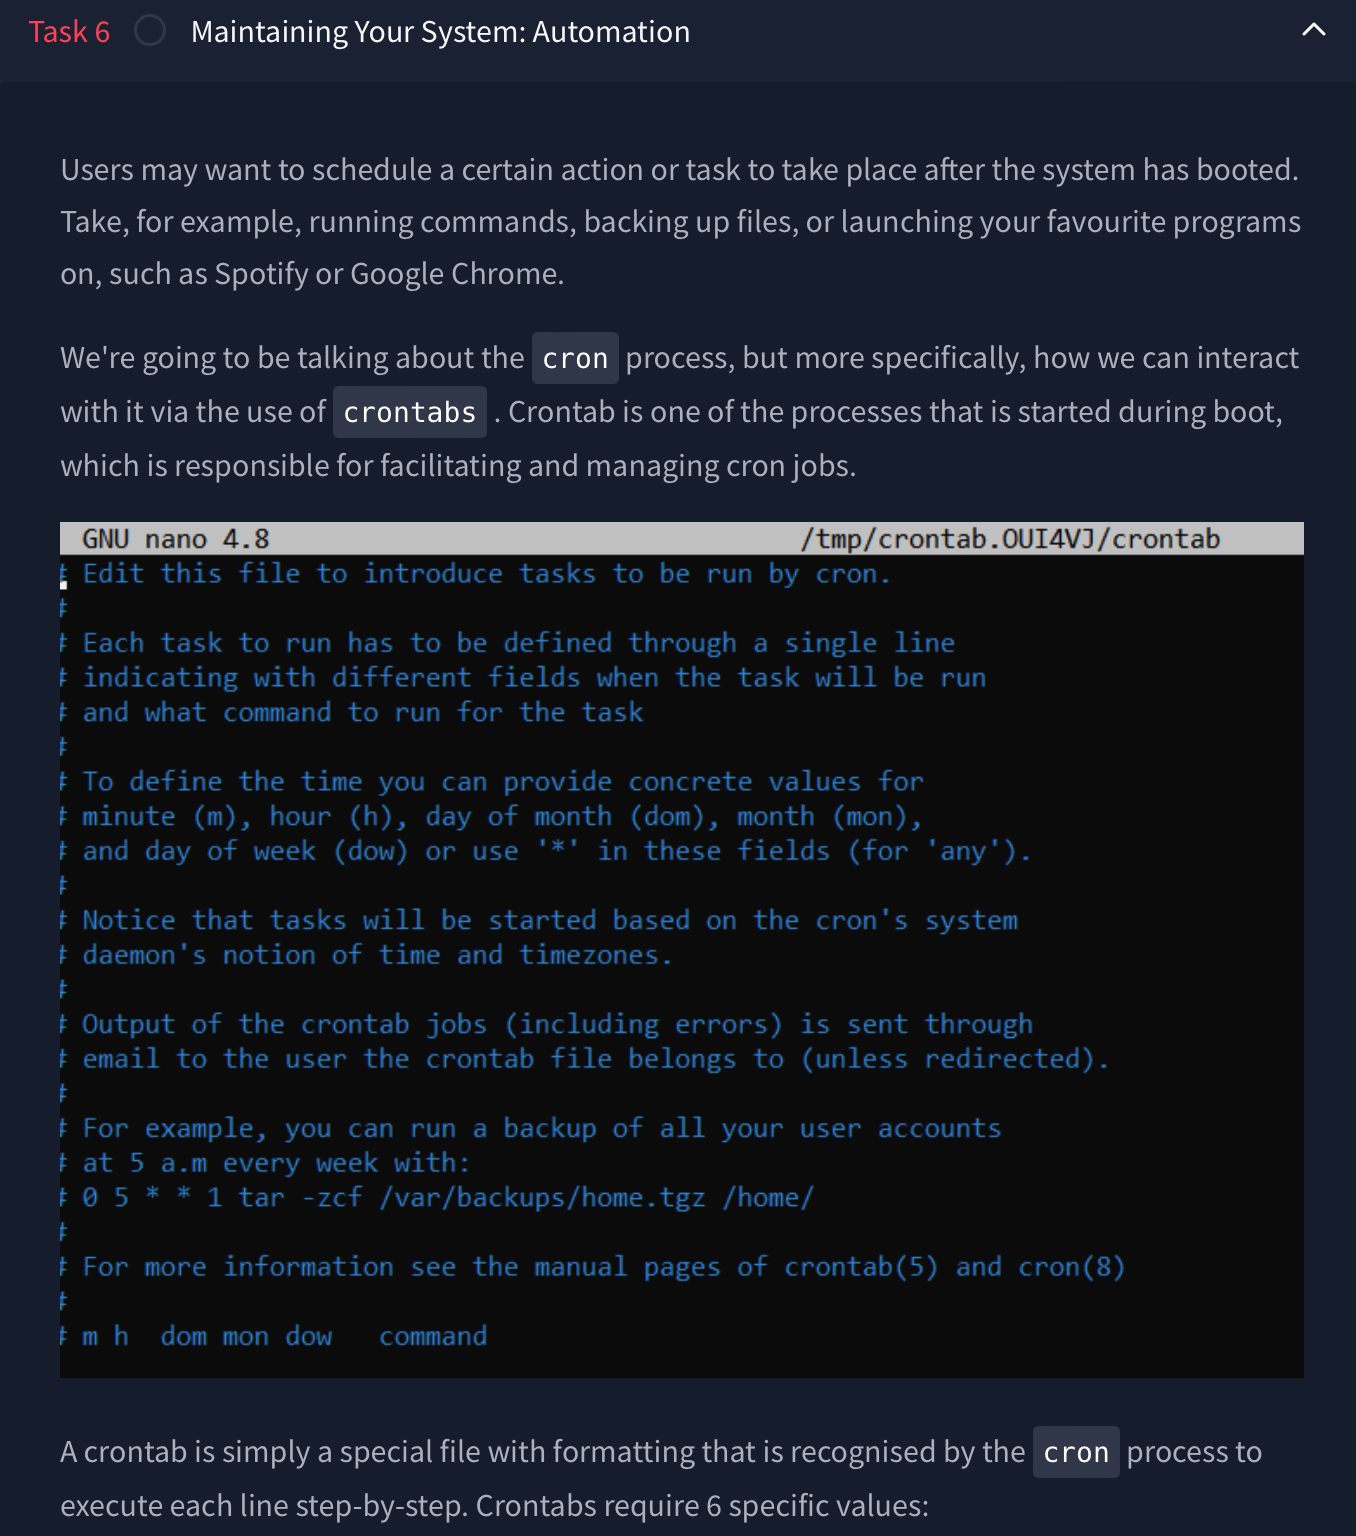 Task 6 Maintaining Your System: Automation
Users may want to schedule a certain action or task to take place after the system has booted.
Take, for example, running commands, backing up files, or launching your favourite programs
on, such as Spotify or Google Chrome.
We're going to be talking about the cron process, but more specifically, how we can interact
with it via the use of crontabs . Crontab is one of the processes that is started during boot,
which is responsible for facilitating and managing cron jobs.
GNU nano 4.8 /tmp/crontab.OUI4VJ/crontab
# Edit this file to introduce tasks to be run by cron.
#
# Each task to run has to be defined through a single line
# indicating with different fields when the task will be run
# and what command to run for the task
#
# To define the time you can provide concrete values for
# minute (m), hour (h), day of month (dom), month (mon),
# and day of week (dow) or use '*' in these fields (for 'any').
#
# Notice that tasks will be started based on the cron's system
# daemon's notion of time and timezones.
#
# Output of the crontab jobs (including errors) is sent through
# email to the user the crontab file belongs to (unless redirected).
#
# For example, you can run a backup of all your user accounts
# at 5 a.m every week with:
# 0 5 * * 1 tar -zcf /var/backups/home.tgz /home/
#
# For more information see the manual pages of crontab(5) and cron(8)
#
# m h  dom mon dow   command
A crontab is simply a special file with formatting that is recognised by the cron process to
execute each line step-by-step. Crontabs require 6 specific values: